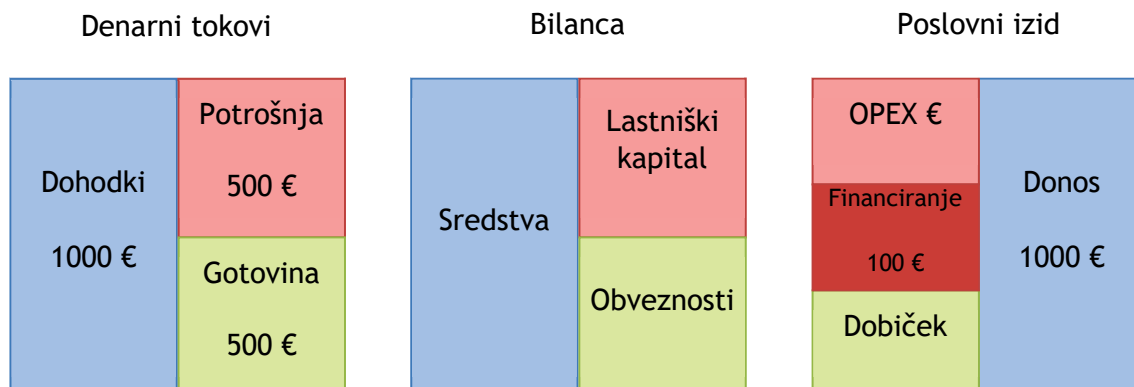 Denarni tokovi
Bilanca
Poslovni izid
Dohodki
1000 €
Potrošnja
500 €
Gotovina
500 €
Sredstva
Lastniški
kapital
Obveznosti
OPEX €
Financiranje
100 €
Dobiček
Donos
1000 €